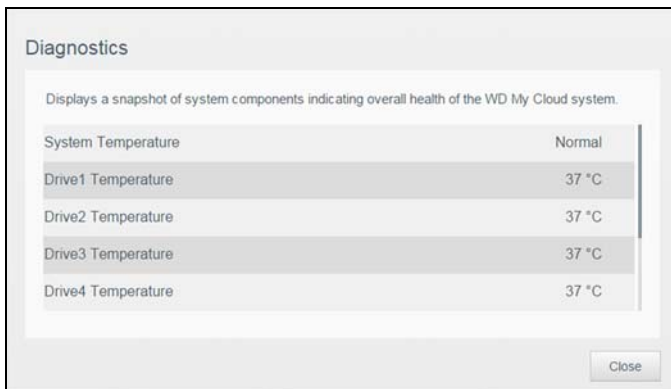 Diagnostics
Displays a snapshot of system components indicating overall health of the WD My Cloud system.
System Temperature Normal
Drive1 Temperature 37 °C
Drive2 Temperature 37 °C
Drive3 Temperature 37 °C
Drive4 Temperature 37 °C
Close